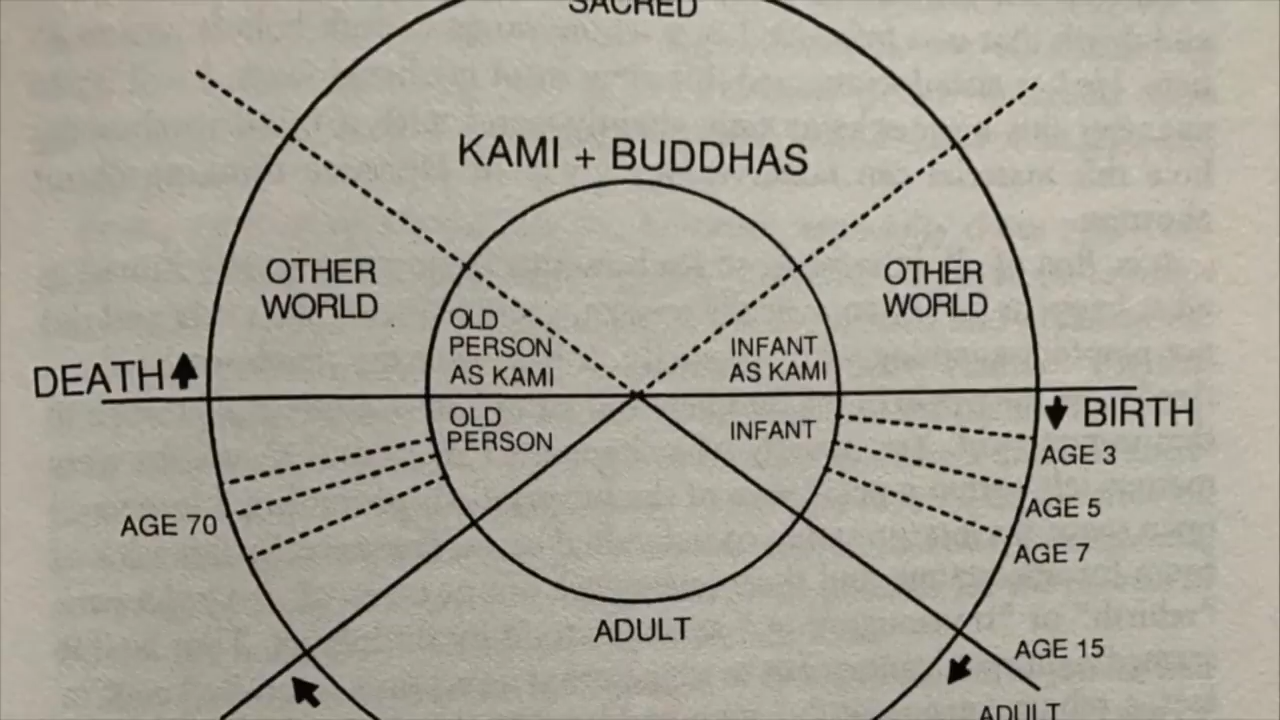 SACRED
KAMI + BUDDHAS
OTHER
WORLD
OTHER
WORLD
OLD
PERSON
AS KAMI
INFANT
AS KAMI
DEATH
BIRTH
OLD
PERSON
INFANT
AGE 3
AGE 5
AGE 70
AGE 7
ADULT
AGE 15
ADULT